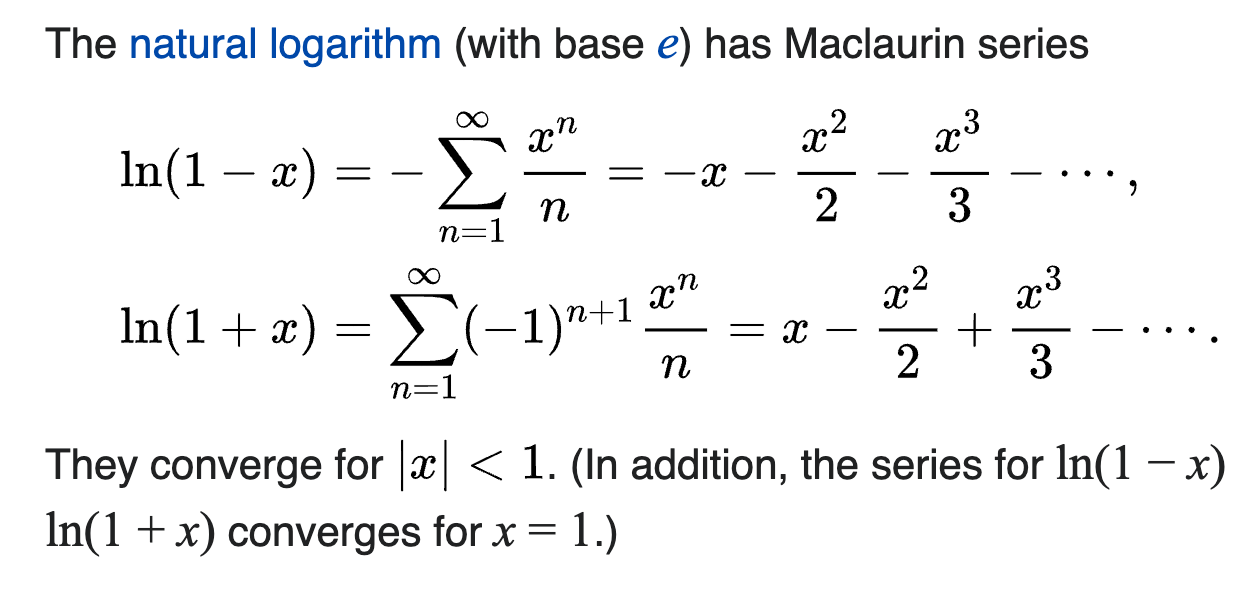 The natural logarithm (with base e) has Maclaurin series
ln(1 − x) = − ∑_{n=1}^{∞} xⁿ/n = −x − x²/2 − x³/3 − ⋯ ,
ln(1 + x) = ∑_{n=1}^{∞} (−1)ⁿ⁺¹ xⁿ/n = x − x²/2 + x³/3 − ⋯ .
They converge for |x| < 1. (In addition, the series for ln(1 − x)
ln(1 + x) converges for x = 1.)